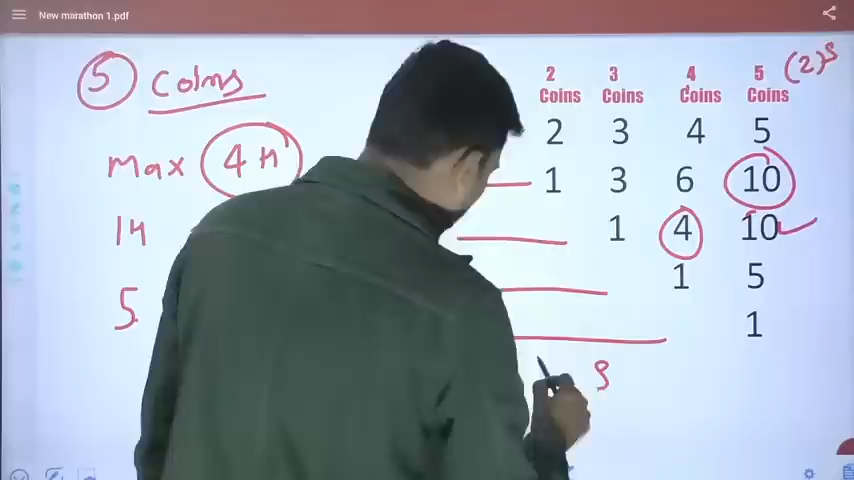 New marathon 1.pdf
5 Coins
2 Coins 3 Coins 4 Coins 5 Coins (2)5
2 3 4 5
Max 4H 1 3 6 10
14 1 4 10
5 1 5
1
5